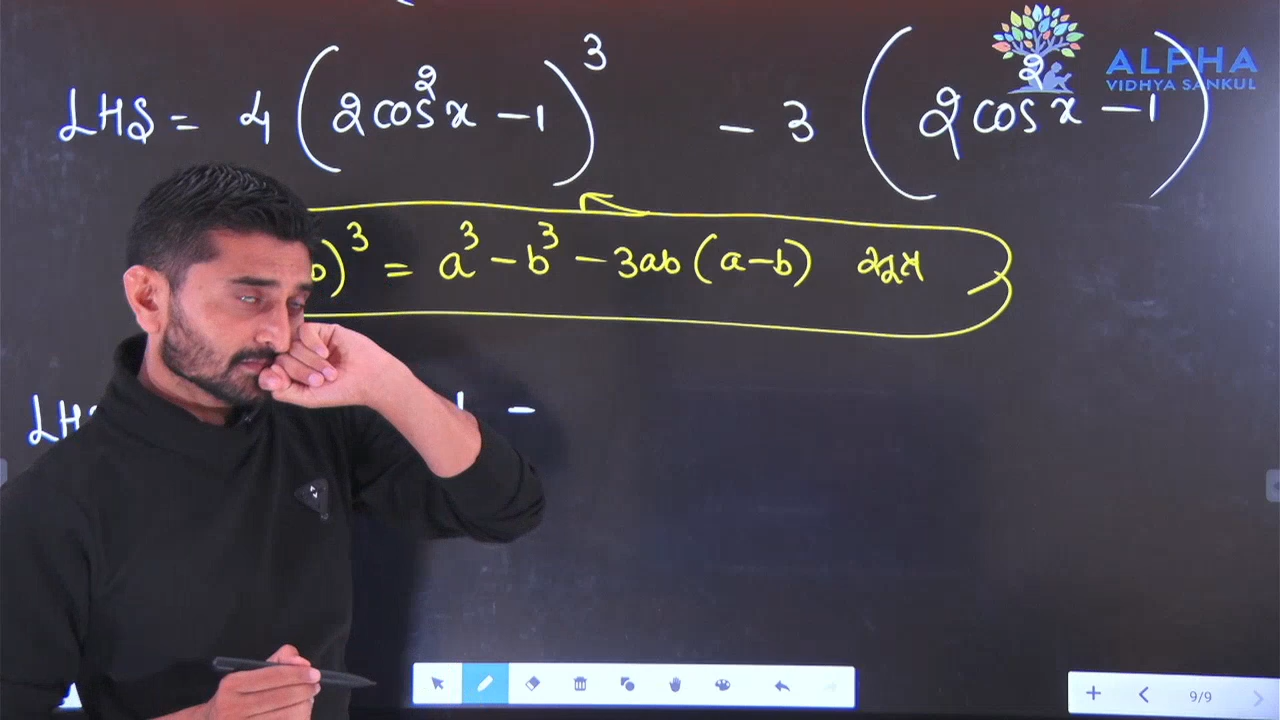 ALPHA
VIDHYA SANKUL
LHS = 4 (2cos²x - 1)³ - 3 (2cos²x - 1)
b)³ = a³ - b³ - 3ab (a-b) સૂત્ર
LH
-
9/9